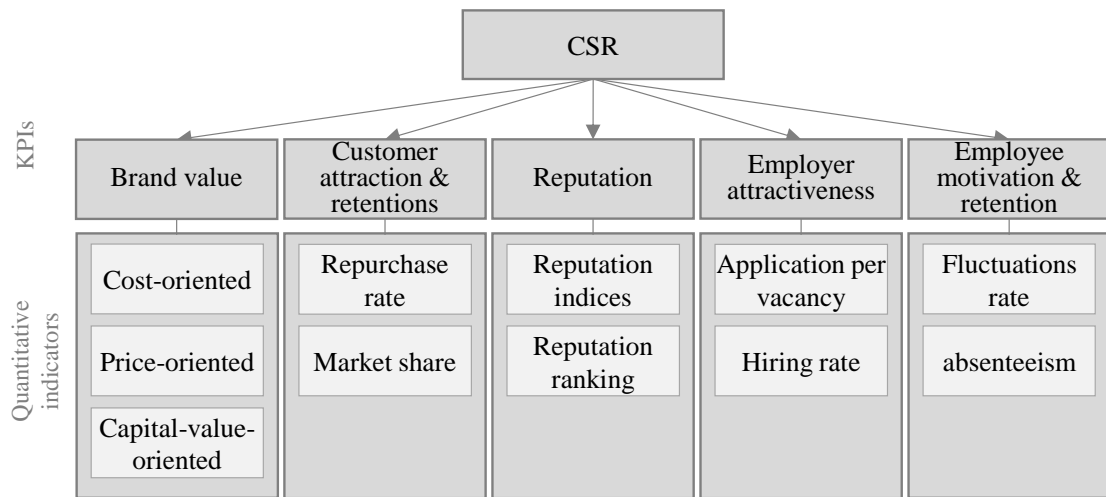 CSR
KPIs
Brand value
Customer
attraction &
retentions
Reputation
Employer
attractiveness
Employee
motivation &
retention
Quantitative
indicators
Cost-oriented
Price-oriented
Capital-value-
oriented
Repurchase
rate
Market share
Reputation
indices
Reputation
ranking
Application per
vacancy
Hiring rate
Fluctuations
rate
absenteeism